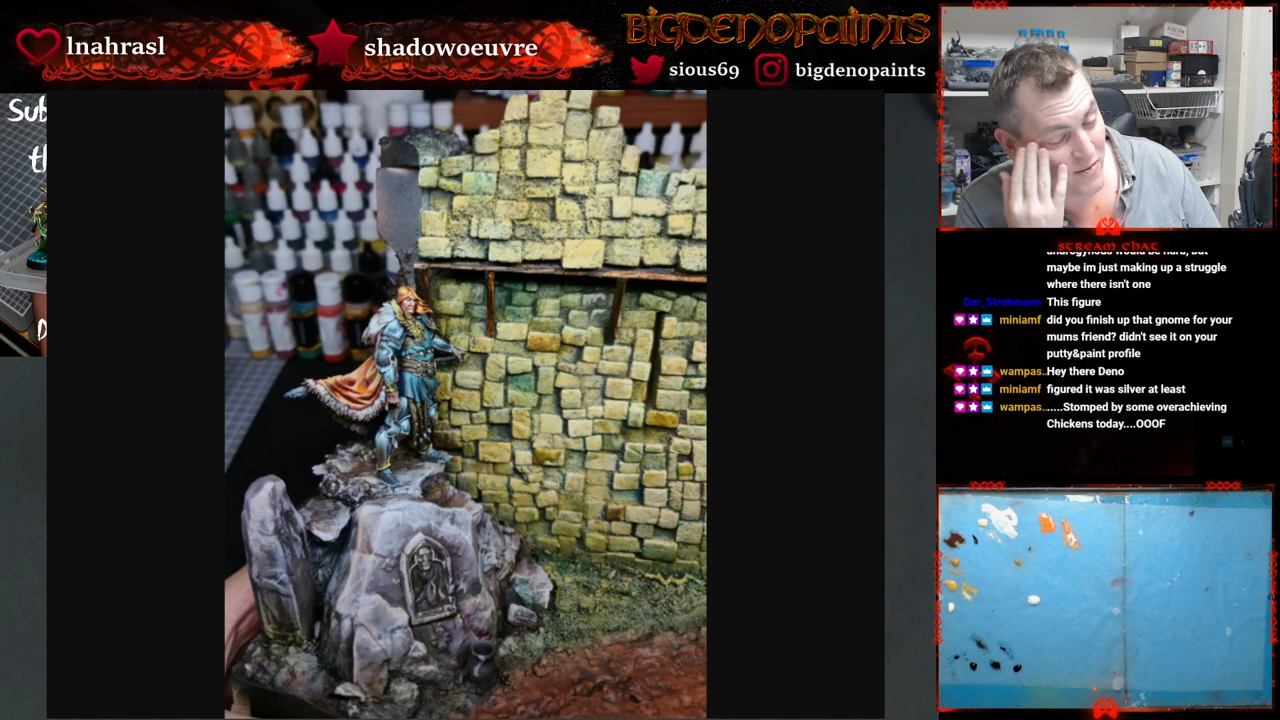 lnahrasl
shadowoeuvre
BIGDENOPAINTS
sious69
bigdenopaints
Sub
th
D
STREAM CHAT
maybe im just making up a struggle
where there isn't one
Der_Strohmann This figure
miniamf did you finish up that gnome for your
mums friend? didn't see it on your
putty&paint profile
wampas.. Hey there Deno
miniamf figured it was silver at least
wampas.. .....Stomped by some overachieving
Chickens today....OOOF